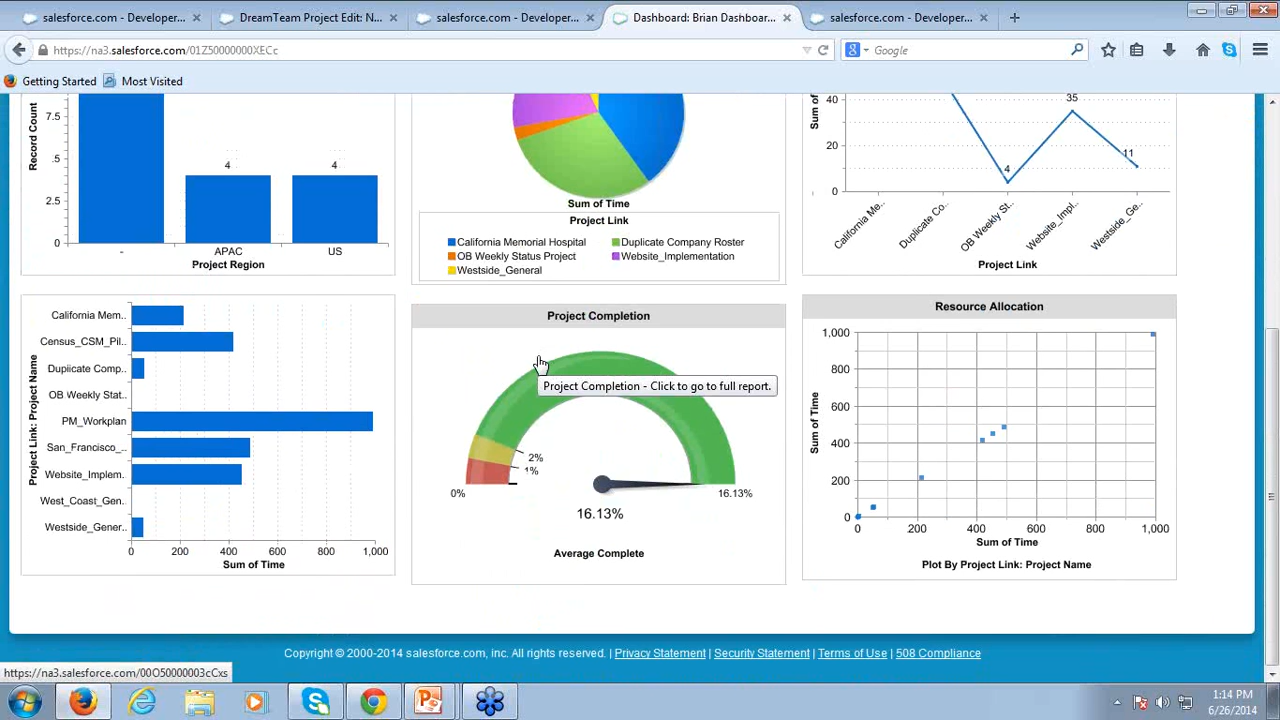 salesforce.com - Developer...
DreamTeam Project Edit: N...
salesforce.com - Developer...
Dashboard: Brian Dashboar...
salesforce.com - Developer...
https://na3.salesforce.com/01Z50000000XECc
Google
Getting Started
Most Visited
Record Count
7.5
.5
2.5
0
4
4
-
APAC
US
Project Region
Sum of Time
Project Link
California Memorial Hospital
Duplicate Company Roster
OB Weekly Status Project
Website_Implementation
Westside_General
Sum of
40
20
0
4
35
11
California Me..
Duplicate Co..
OB Weekly St..
Website_Impl..
Westside_Ge..
Project Link
Project Link: Project Name
California Mem..
Census_CSM_Pil..
Duplicate Comp..
OB Weekly Stat..
PM_Workplan
San_Francisco_..
Website_Implem..
West_Coast_Gen..
Westside_Gener..
0 200 400 600 800 1,000
Sum of Time
Project Completion
Project Completion - Click to go to full report.
2%
1%
0%
16.13%
16.13%
Average Complete
Resource Allocation
Sum of Time
1,000
800
600
400
200
0
0 200 400 600 800 1,000
Sum of Time
Plot By Project Link: Project Name
Copyright © 2000-2014 salesforce.com, inc. All rights reserved. | Privacy Statement | Security Statement | Terms of Use | 508 Compliance
https://na3.salesforce.com/00O50000003cCxs
1:14 PM
6/26/2014